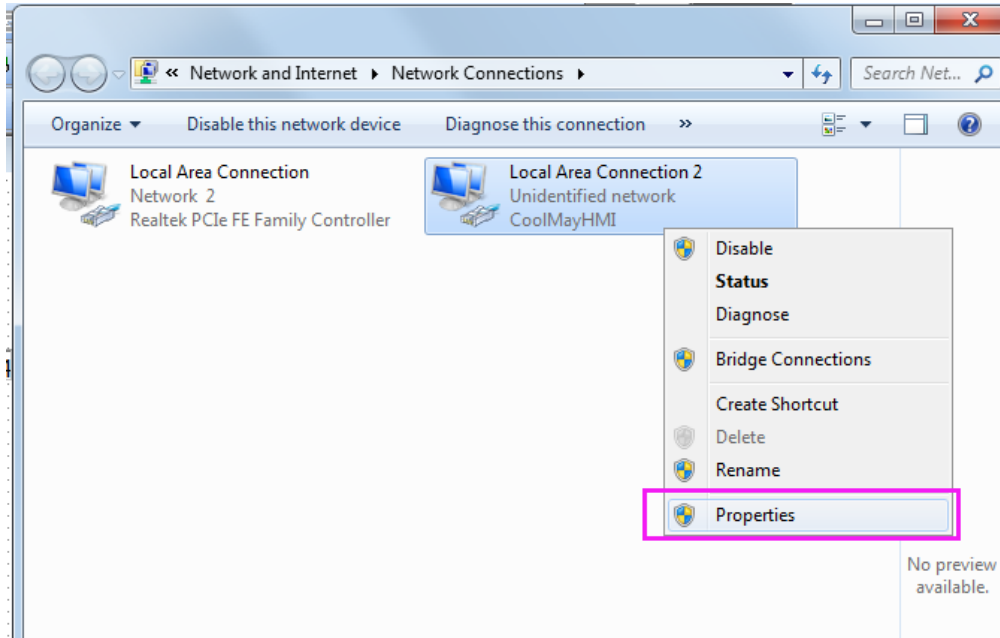 « Network and Internet ▸ Network Connections ▸
Search Net...
Organize ▾ Disable this network device Diagnose this connection »
Local Area Connection
Network 2
Realtek PCIe FE Family Controller
Local Area Connection 2
Unidentified network
CoolMayHMI
Disable
Status
Diagnose
Bridge Connections
Create Shortcut
Delete
Rename
Properties
No preview
available.